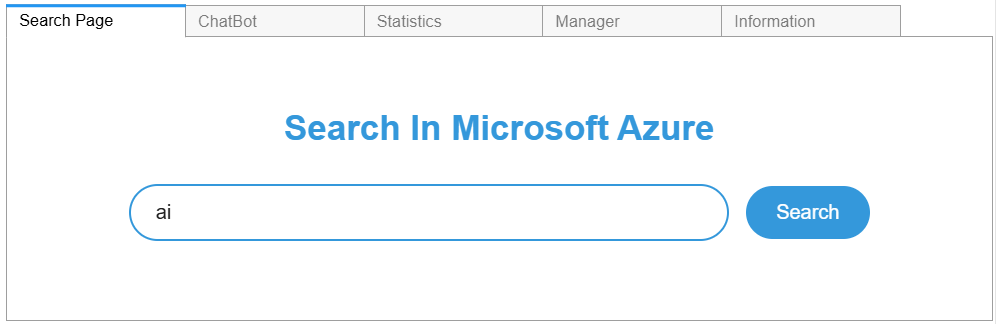 Search Page ChatBot Statistics Manager Information
Search In Microsoft Azure
ai Search